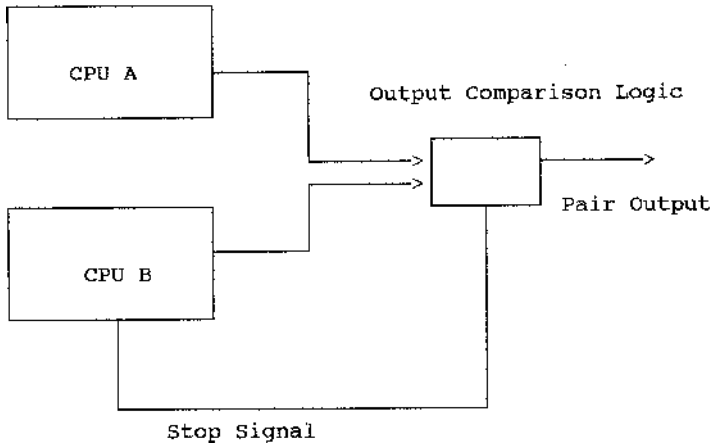 CPU A
Output Comparison Logic
Pair Output
CPU B
Stop Signal